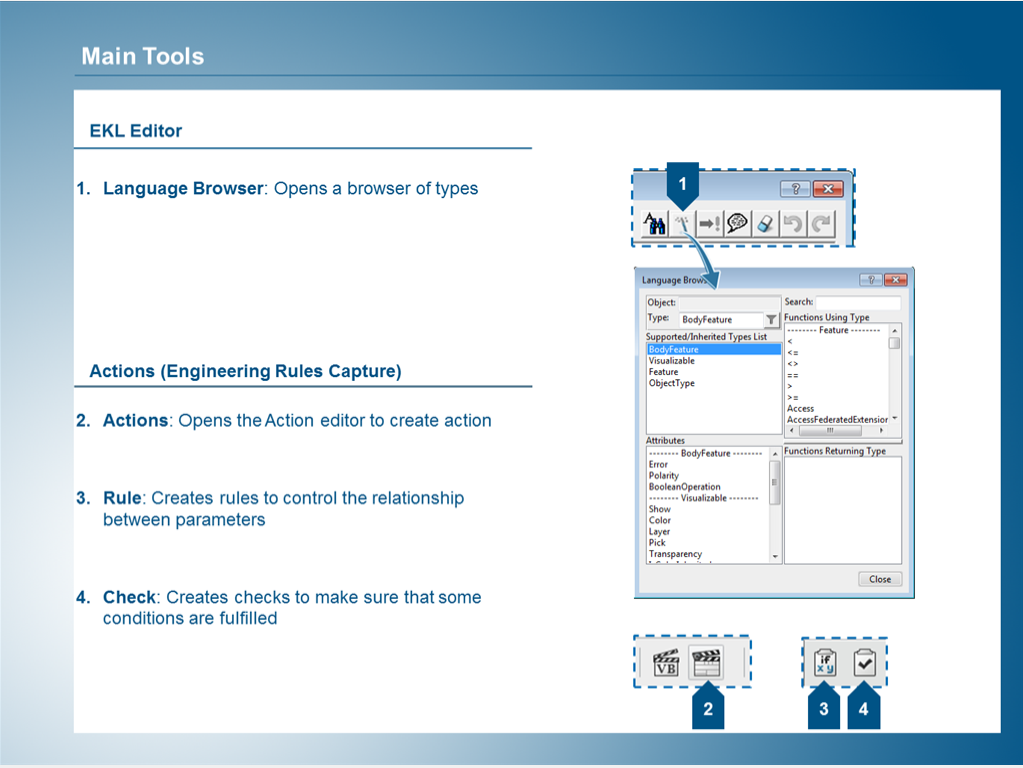 Main Tools
EKL Editor
1. Language Browser: Opens a browser of types
Actions (Engineering Rules Capture)
2. Actions: Opens the Action editor to create action
3. Rule: Creates rules to control the relationship
between parameters
4. Check: Creates checks to make sure that some
conditions are fulfilled
1
?
A
Language Brows
?
Object:
Type: BodyFeature
Supported/Inherited Types List
BodyFeature
Visualizable
Feature
ObjectType
Search:
Functions Using Type
-------- Feature --------
<
<=
<>
==
>
>=
Access
AccessFederatedExtension
Attributes
-------- BodyFeature --------
Error
Polarity
BooleanOperation
-------- Visualizable --------
Show
Color
Layer
Pick
Transparency
Functions Returning Type
Close
VB
if
x y
2
3
4